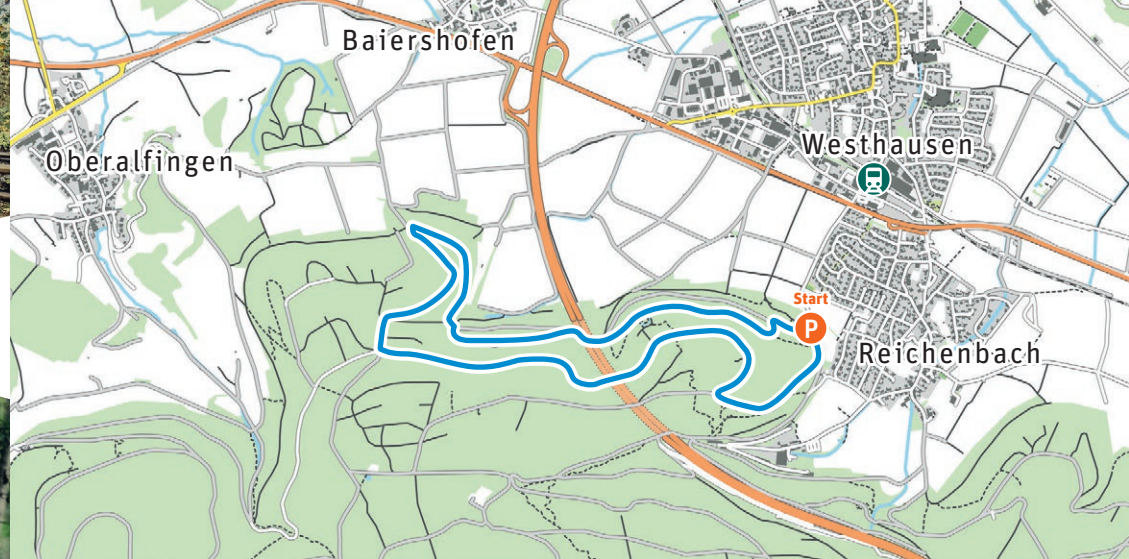 Baiershofen
Oberalfingen
Westhausen
Start
P
Reichenbach